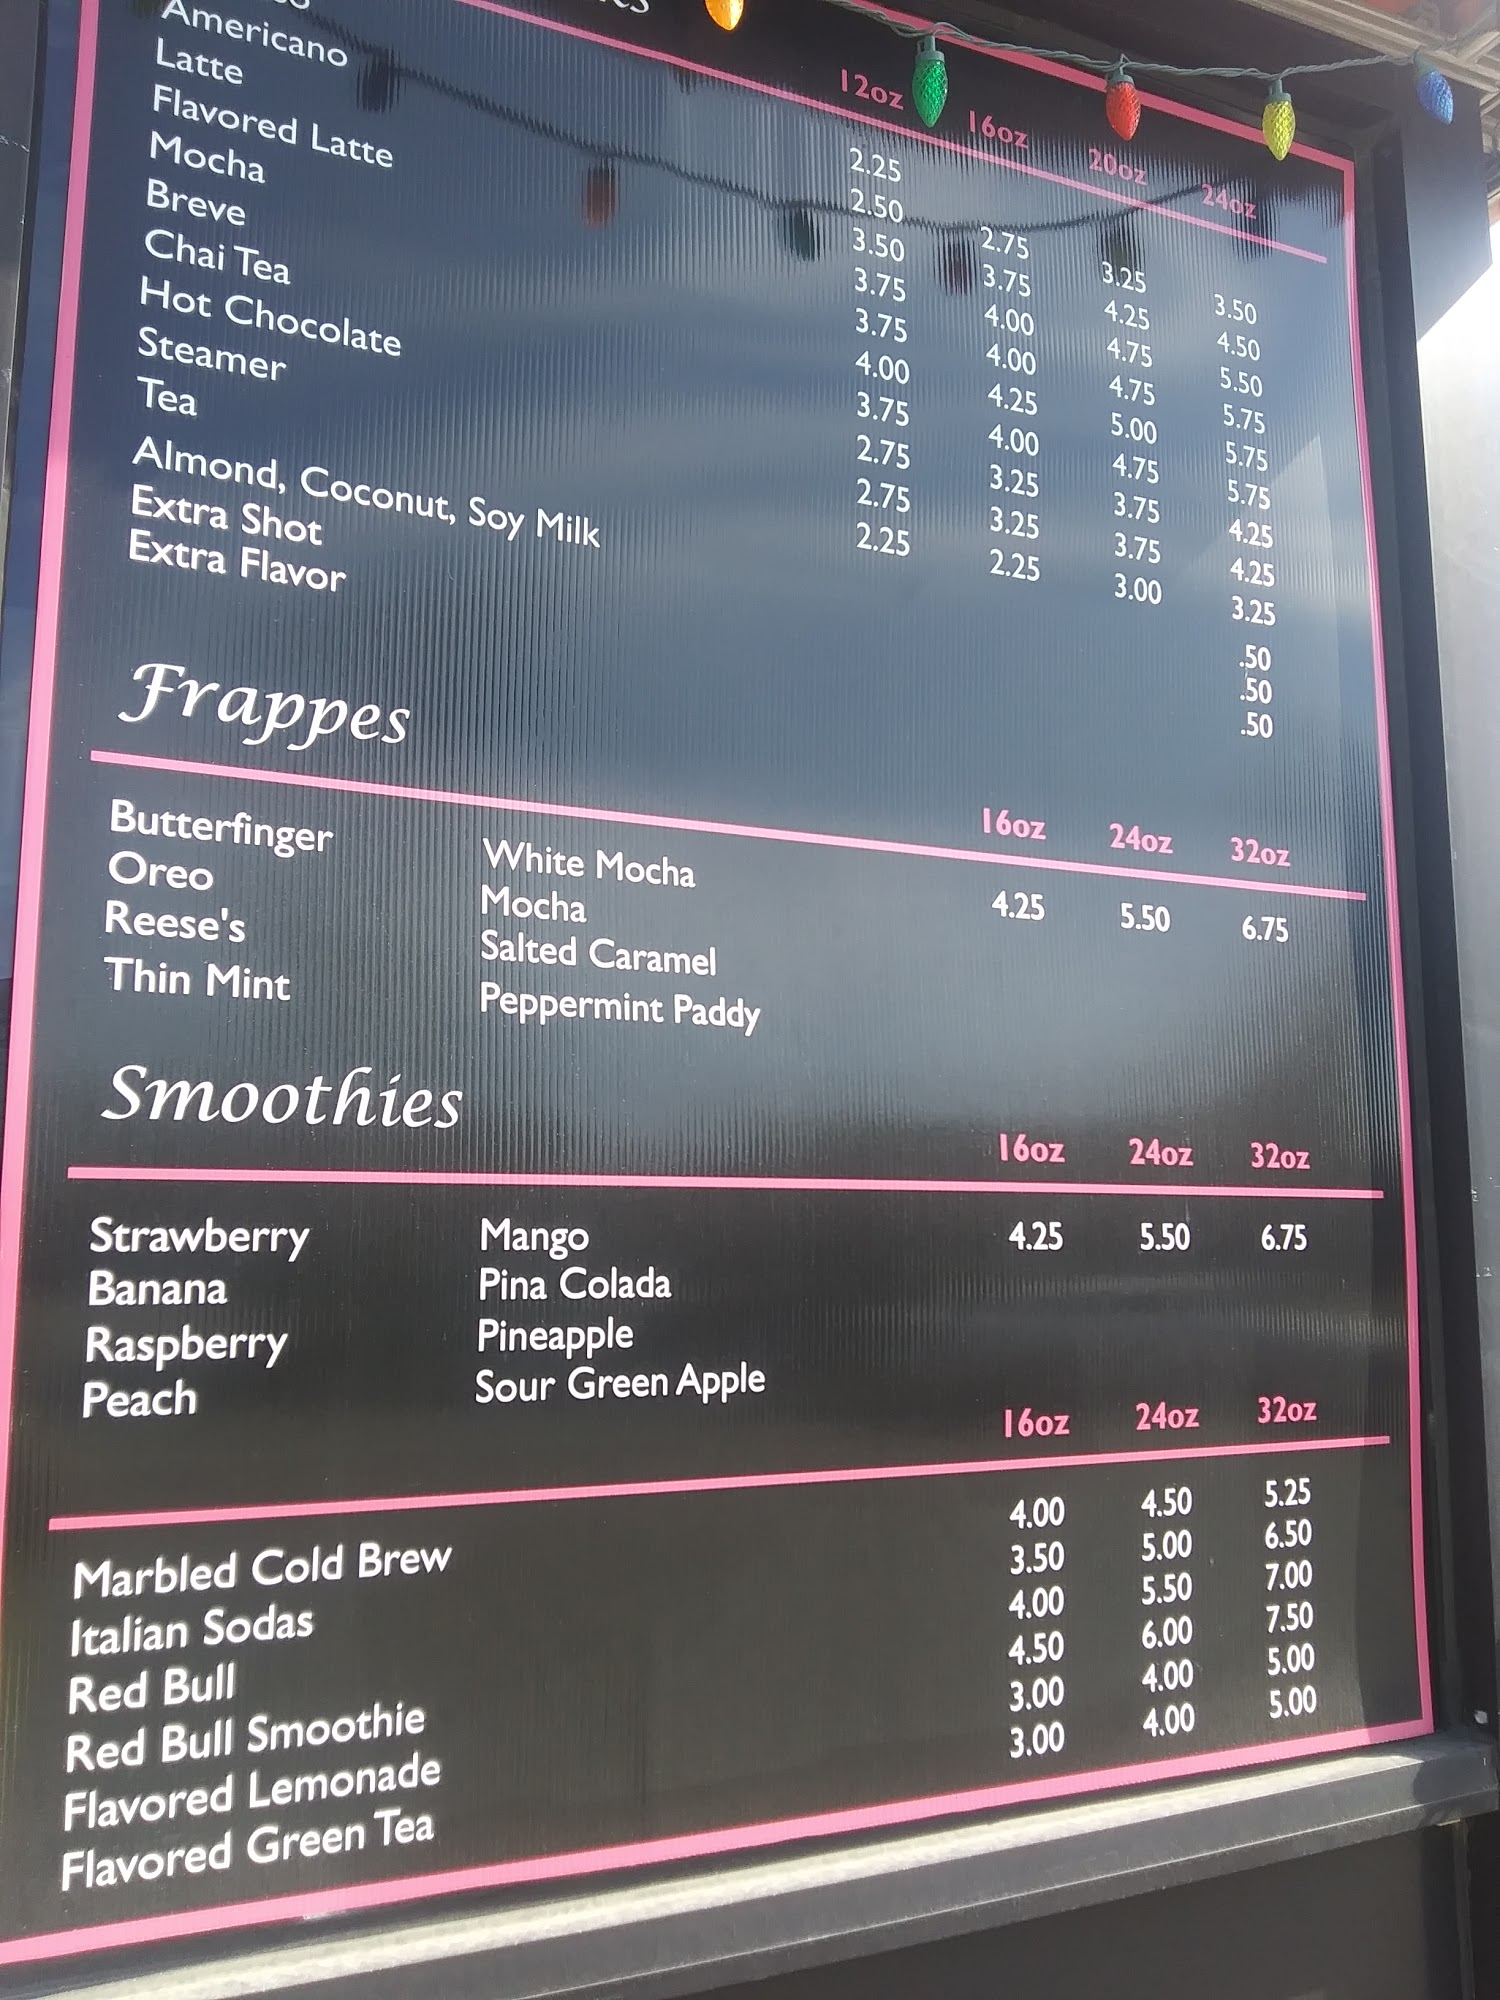 12oz 16oz 20oz 24oz
2.25
Americano 2.50 2.75 3.25 3.50
Latte 3.50 3.75 4.25 4.50
Flavored Latte 3.75 4.00 4.75 5.50
Mocha 3.75 4.00 4.75 5.75
Breve 4.00 4.25 5.00 5.75
Chai Tea 3.75 4.00 4.75 5.75
Hot Chocolate 2.75 3.25 3.75 4.25
Steamer 2.75 3.25 3.75 4.25
Tea 2.25 2.25 3.00 3.25
Almond, Coconut, Soy Milk .50
Extra Shot .50
Extra Flavor .50
Frappes
16oz 24oz 32oz
Butterfinger White Mocha 4.25 5.50 6.75
Oreo Mocha
Reese's Salted Caramel
Thin Mint Peppermint Paddy
Smoothies
16oz 24oz 32oz
Strawberry Mango 4.25 5.50 6.75
Banana Pina Colada
Raspberry Pineapple
Peach Sour Green Apple
16oz 24oz 32oz
Marbled Cold Brew 4.00 4.50 5.25
Italian Sodas 3.50 5.00 6.50
Red Bull 4.00 5.50 7.00
Red Bull Smoothie 4.50 6.00 7.50
Flavored Lemonade 3.00 4.00 5.00
Flavored Green Tea 3.00 4.00 5.00